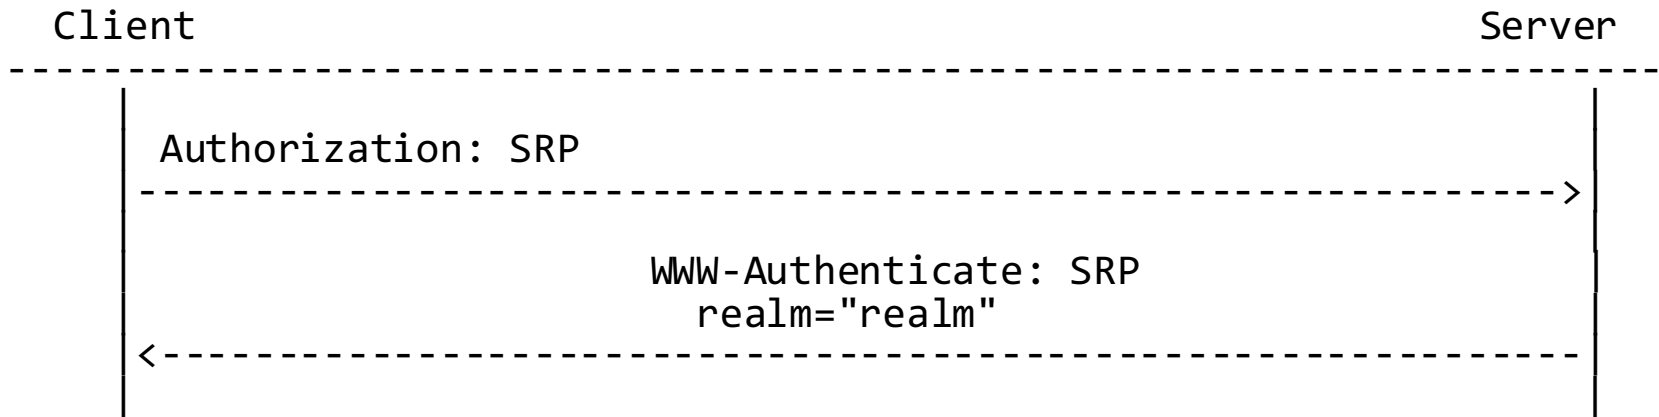 Client Server
Authorization: SRP
WWW-Authenticate: SRP
realm="realm"